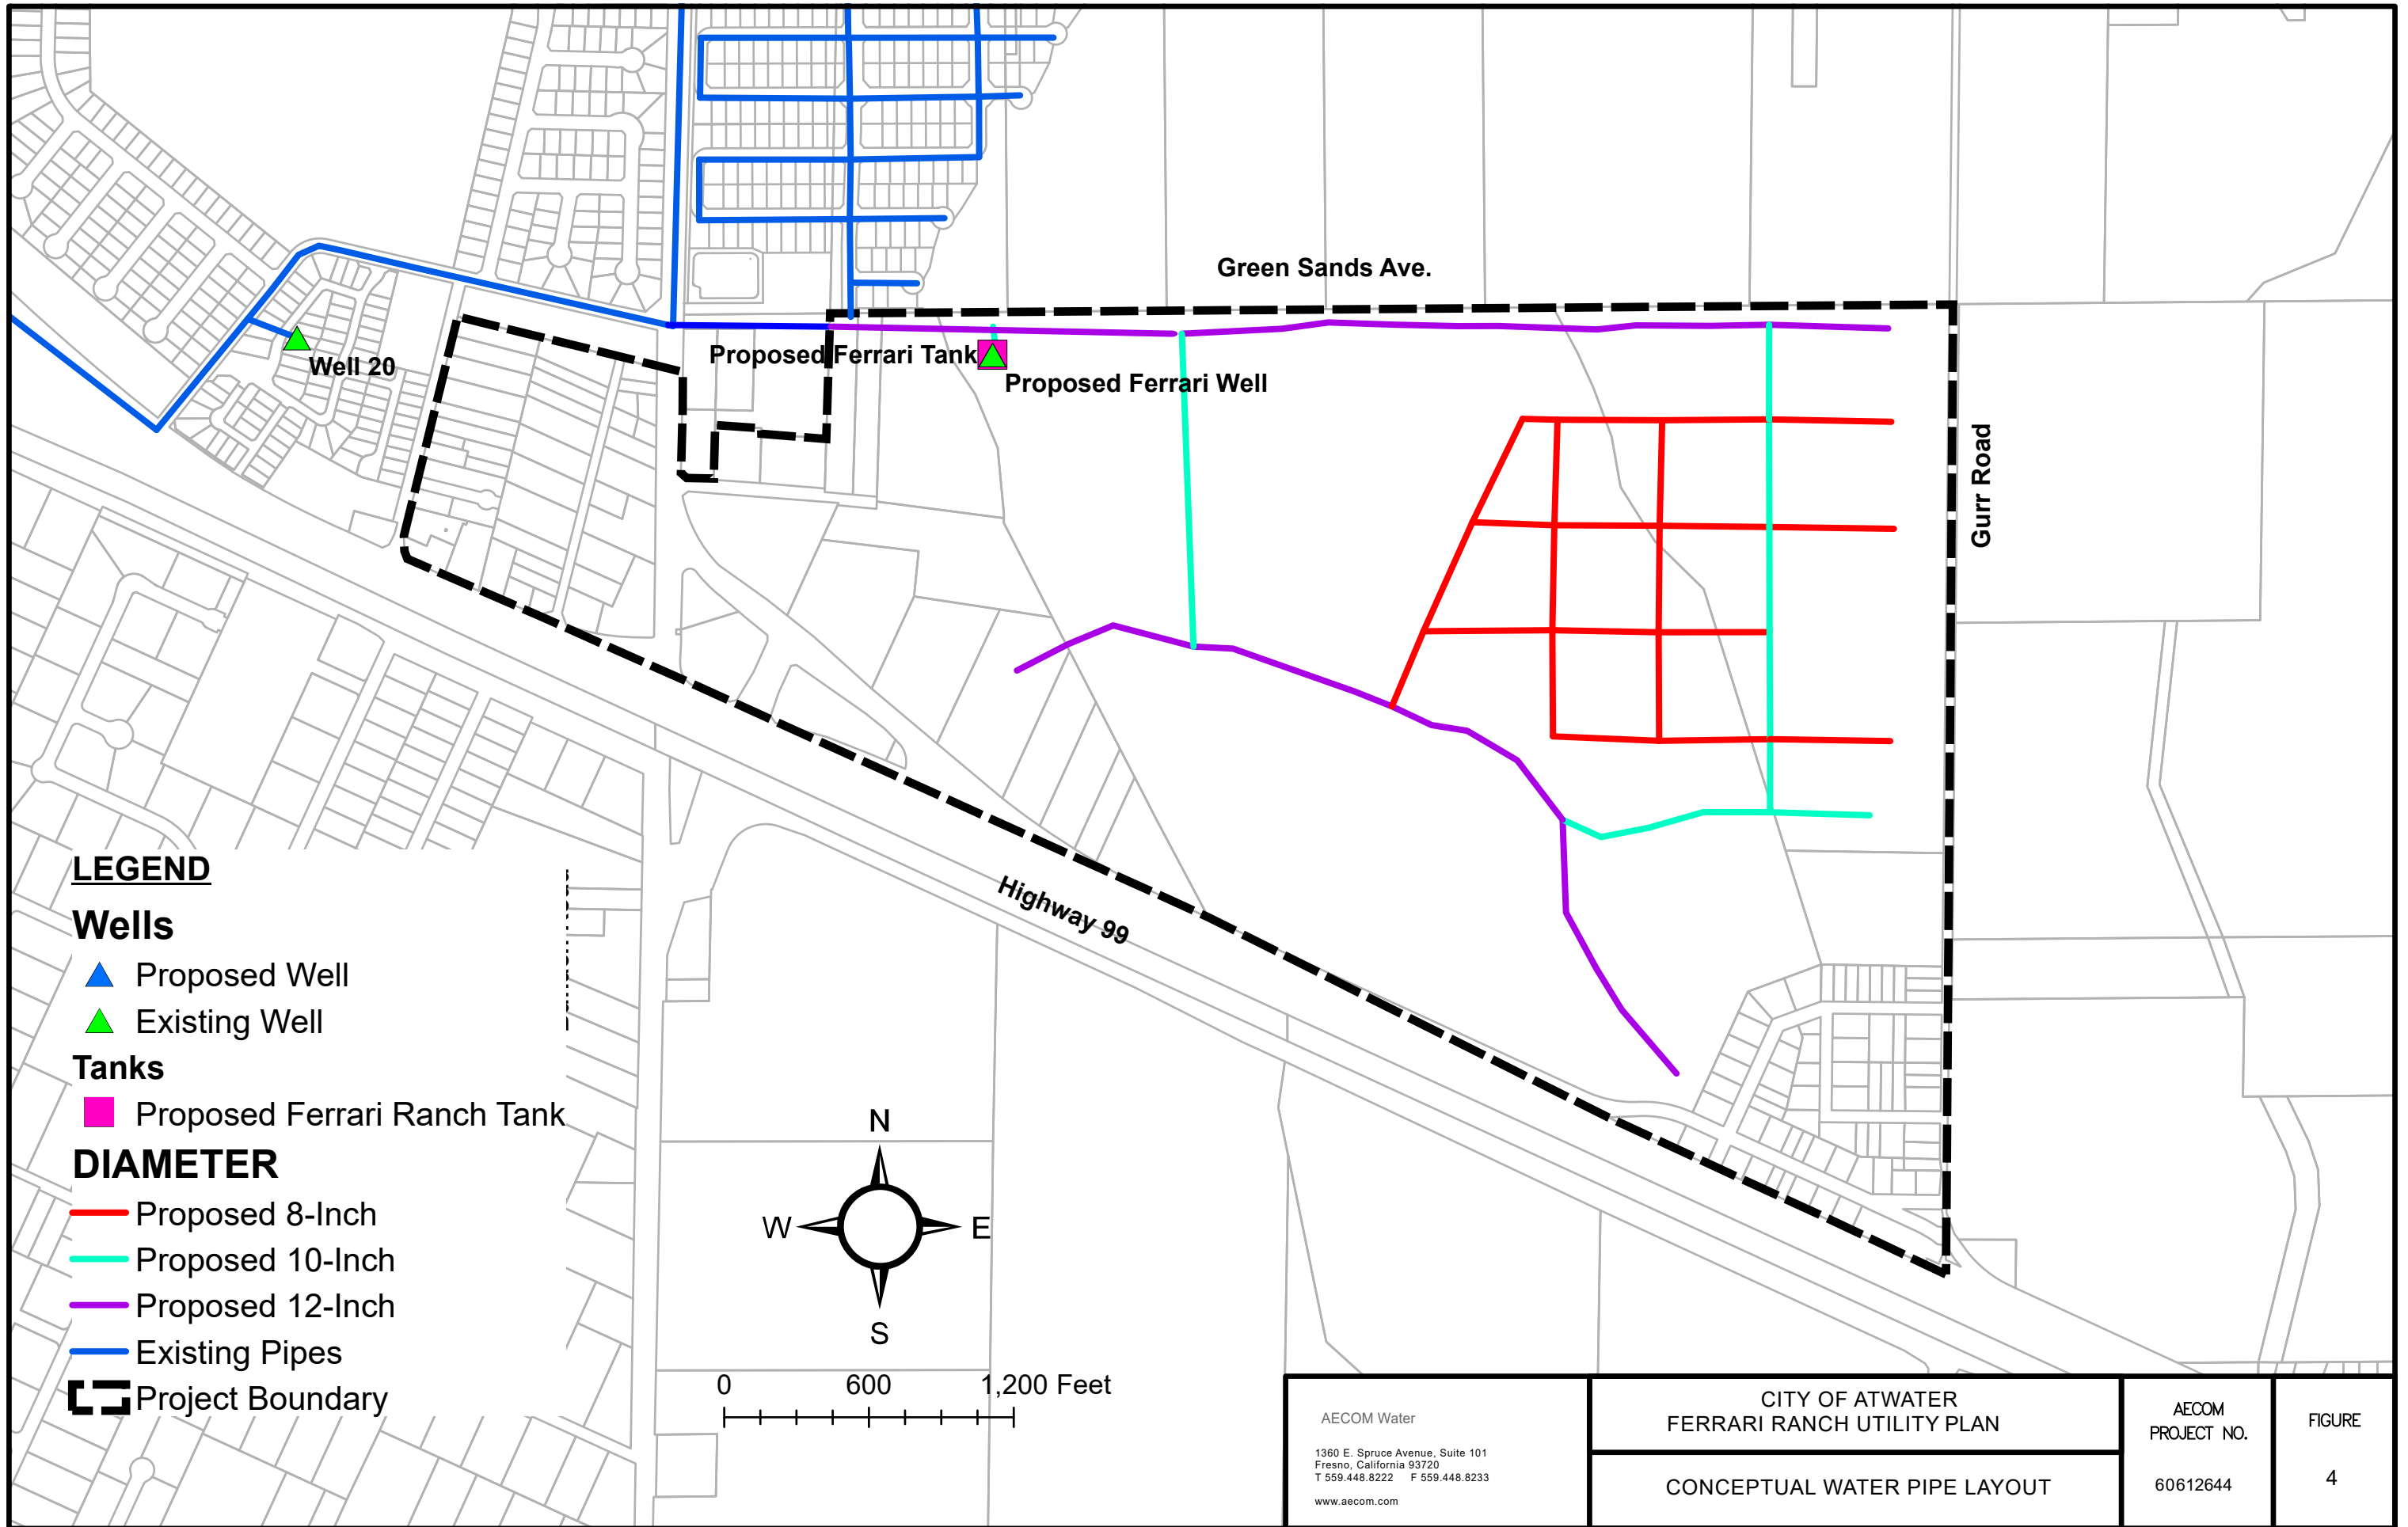 Green Sands Ave.
Proposed Ferrari Tank
Well 20
Proposed Ferrari Well
Gurr Road
Highway 99
LEGEND
Wells
Proposed Well
Existing Well
Tanks
Proposed Ferrari Ranch Tank
DIAMETER
Proposed 8-Inch
Proposed 10-Inch
Proposed 12-Inch
Existing Pipes
Project Boundary
N
W E
S
0 600 1,200 Feet
AECOM Water
1360 E. Spruce Avenue, Suite 101
Fresno, California 93720
T 559.448.8222 F 559.448.8233
www.aecom.com
CITY OF ATWATER
FERRARI RANCH UTILITY PLAN
CONCEPTUAL WATER PIPE LAYOUT
AECOM
PROJECT NO.
60612644
FIGURE
4